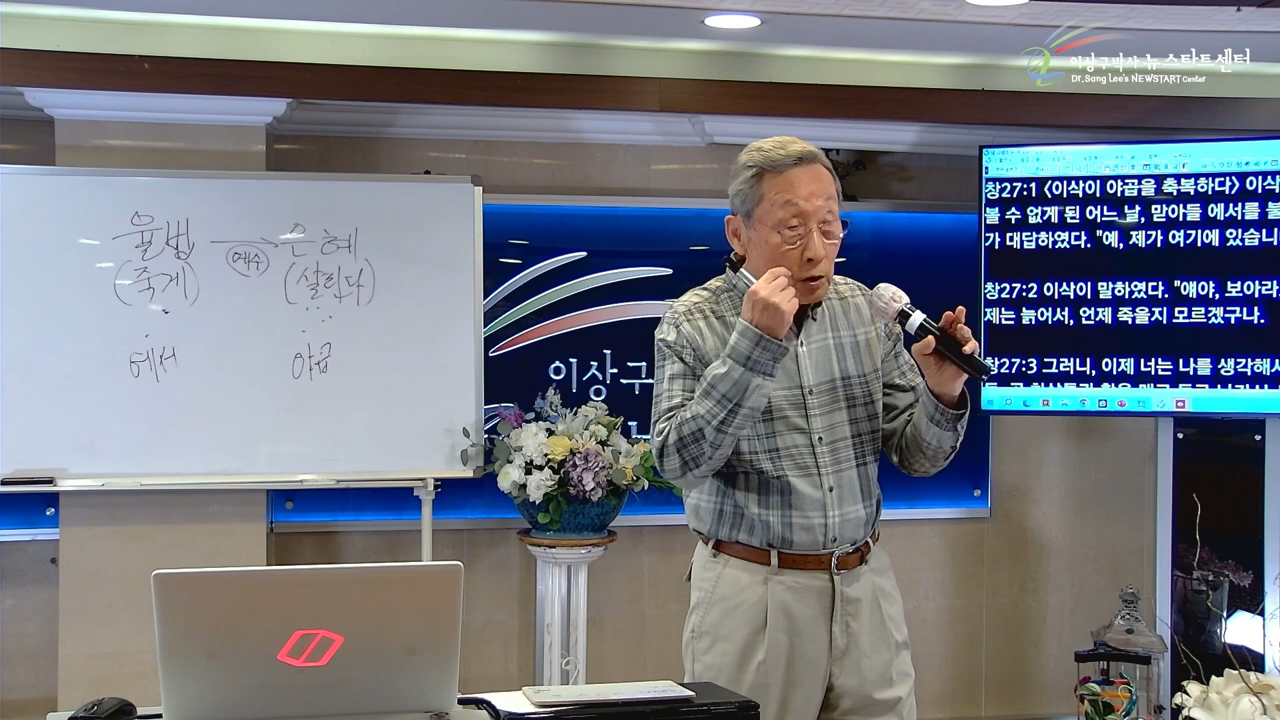 이상구박사 뉴스타트센터
Dr. Sang Lee's NEWSTART Center
율법 → 은혜
예수
(죽게) (살린다)
에서 야곱
이상구
창27:1 <이삭이 야곱을 축복하다> 이삭
볼 수 없게 된 어느 날, 맏아들 에서를 불
가 대답하였다. "예, 제가 여기에 있습니
창27:2 이삭이 말하였다. "얘야, 보아라,
제는 늙어서, 언제 죽을지 모르겠구나.
창27:3 그러니, 이제 너는 나를 생각해서